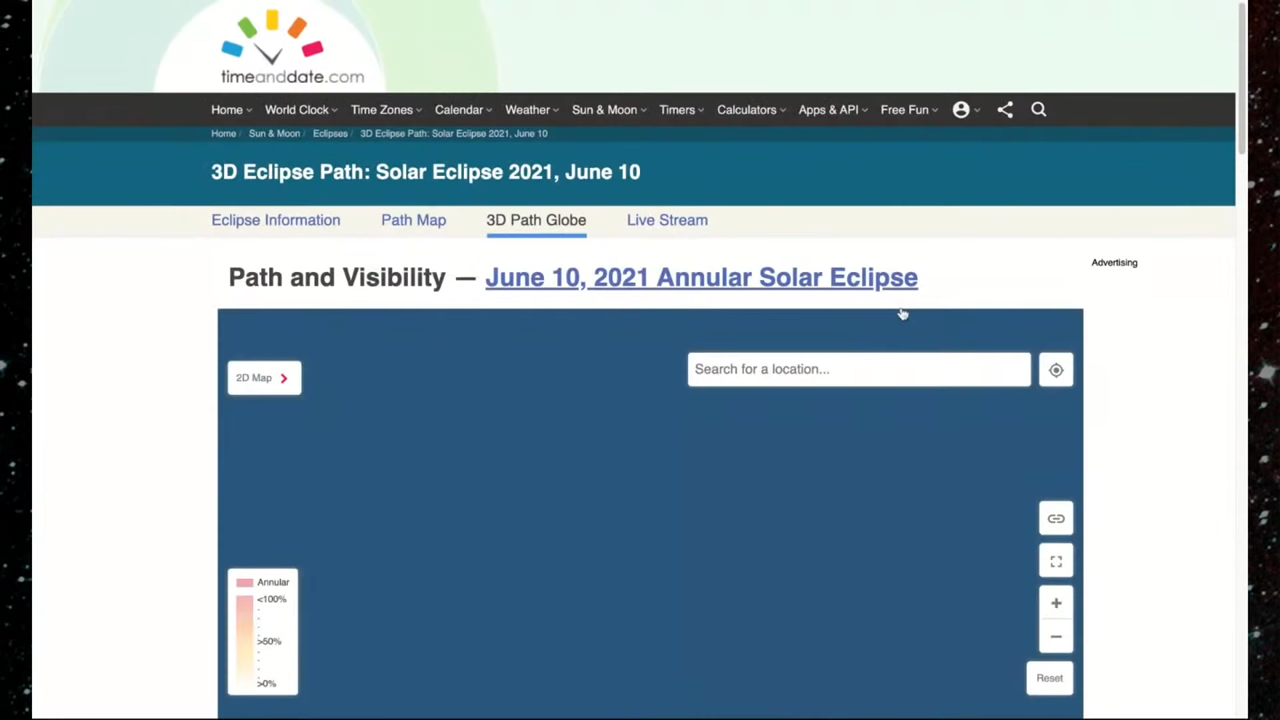 timeanddate.com
Home World Clock Time Zones Calendar Weather Sun & Moon Timers Calculators Apps & API Free Fun
Home / Sun & Moon / Eclipses / 3D Eclipse Path: Solar Eclipse 2021, June 10
3D Eclipse Path: Solar Eclipse 2021, June 10
Eclipse Information Path Map 3D Path Globe Live Stream
Advertising
Path and Visibility — June 10, 2021 Annular Solar Eclipse
2D Map
Search for a location...
Annular
<100%
>50%
>0%
+
−
Reset